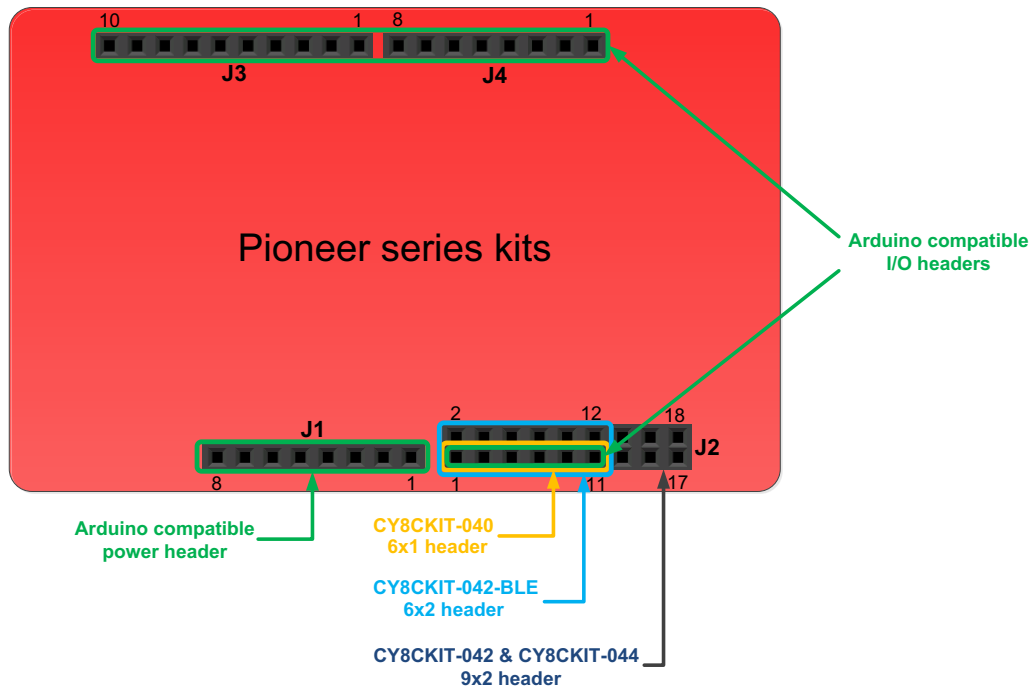 10 1 8 1
J3 J4
Pioneer series kits
Arduino compatible
I/O headers
2 12 18
J1 J2
8 1 1 11 17
Arduino compatible
power header
CY8CKIT-040
6x1 header
CY8CKIT-042-BLE
6x2 header
CY8CKIT-042 & CY8CKIT-044
9x2 header